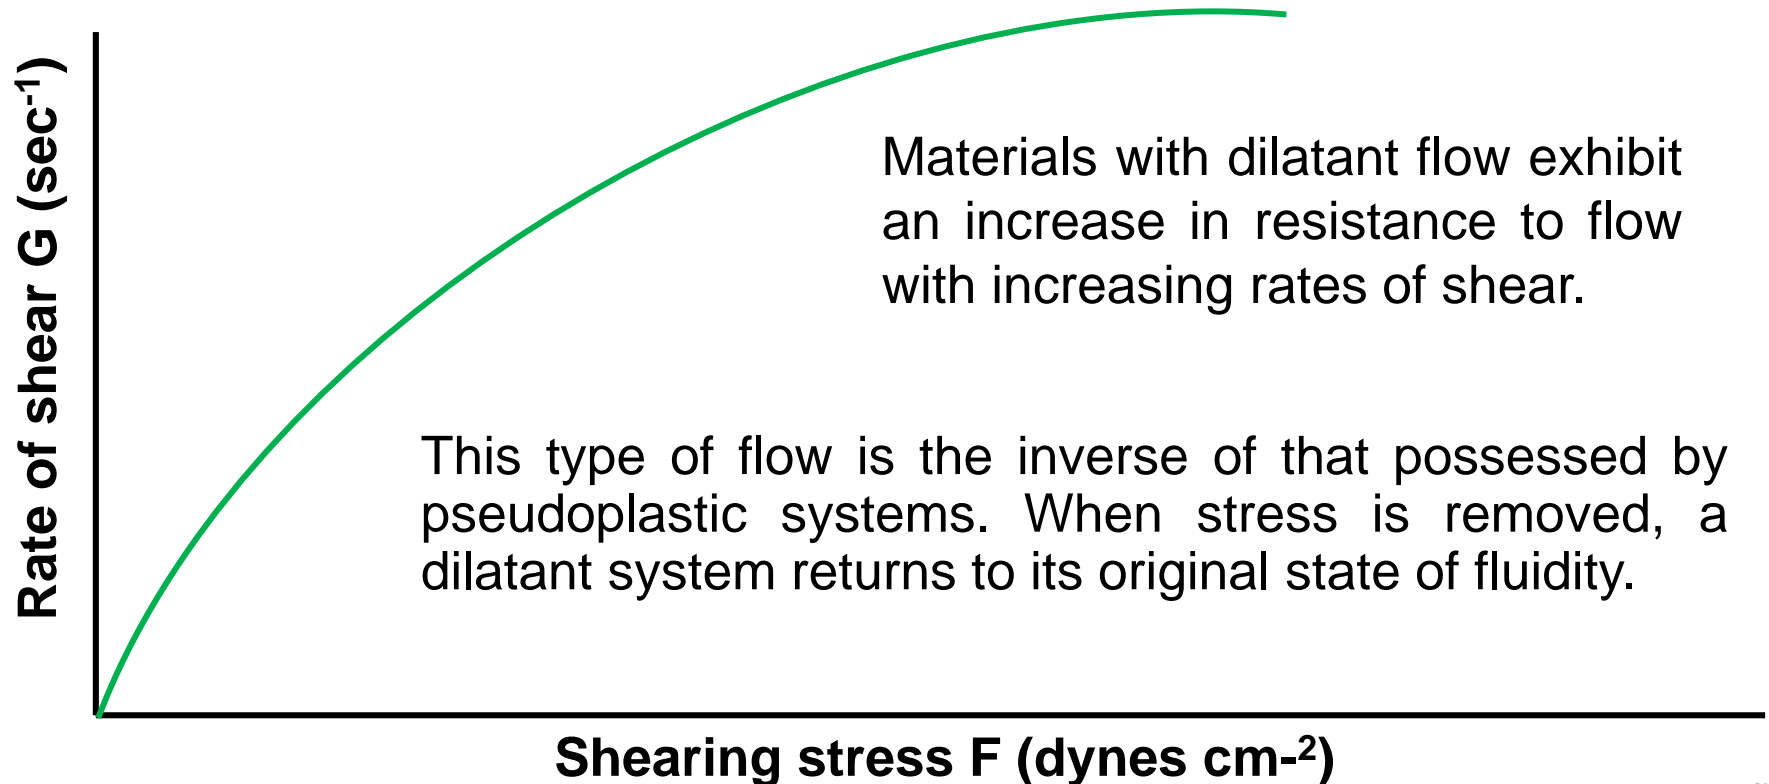 Rate of shear G (sec-1)
Materials with dilatant flow exhibit
an increase in resistance to flow
with increasing rates of shear.
This type of flow is the inverse of that possessed by
pseudoplastic systems. When stress is removed, a
dilatant system returns to its original state of fluidity.
Shearing stress F (dynes cm-2)